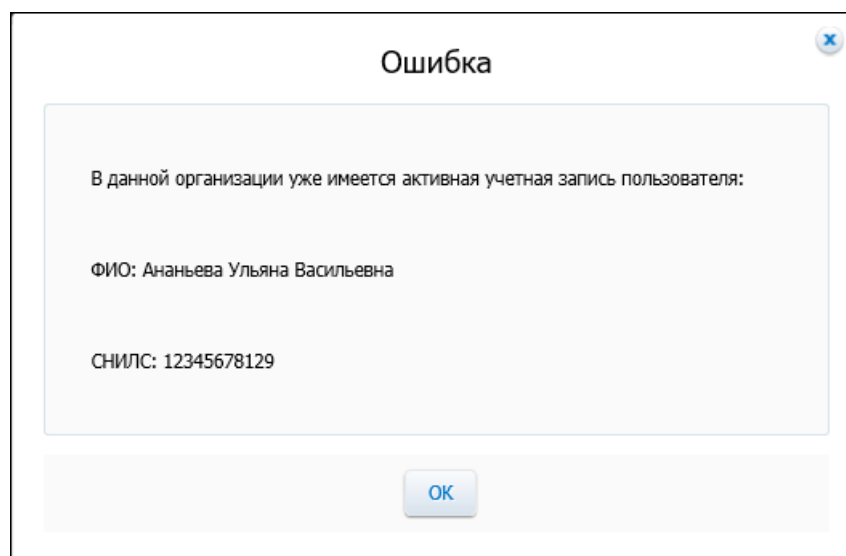 Ошибка
В данной организации уже имеется активная учетная запись пользователя:
ФИО: Ананьева Ульяна Васильевна
СНИЛС: 12345678129
ОК